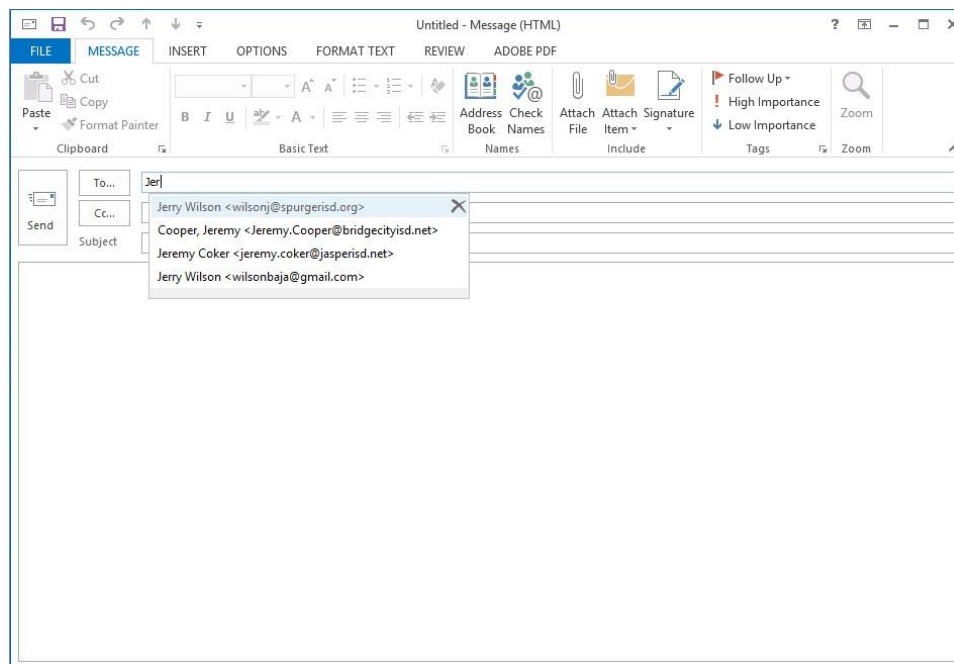 Untitled - Message (HTML)
?
FILE MESSAGE INSERT OPTIONS FORMAT TEXT REVIEW ADOBE PDF
Paste
Cut
Copy
Format Painter
Clipboard
B I U aby A
Basic Text
Address Book
Check Names
Names
Attach File
Attach Item
Signature
Include
Follow Up
High Importance
Low Importance
Tags
Zoom
Zoom
Send
To...
Jer
Cc...
Subject
Jerry Wilson <wilsonj@spurgerisd.org>
Cooper, Jeremy <Jeremy.Cooper@bridgecityisd.net>
Jeremy Coker <jeremy.coker@jasperisd.net>
Jerry Wilson <wilsonbaja@gmail.com>